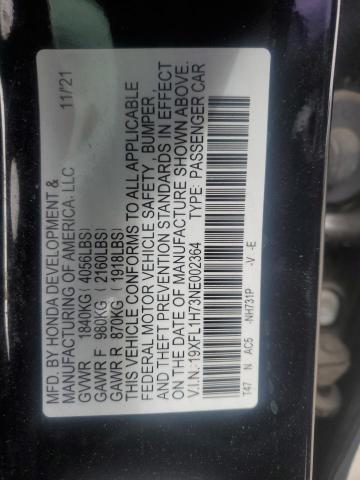 MFD. BY HONDA DEVELOPMENT &
MANUFACTURING OF AMERICA, LLC 11/'21
GVWR 1840KG ( 4056LBS)
GAWR F 980KG ( 2160LBS)
GAWR R 870KG ( 1918LBS)
THIS VEHICLE CONFORMS TO ALL APPLICABLE
FEDERAL MOTOR VEHICLE SAFETY , BUMPER,
AND THEFT PREVENTION STANDARDS IN EFFECT
ON THE DATE OF MANUFACTURE SHOWN ABOVE.
V.I.N.:19XFL1H73NE002364 TYPE: PASSENGER CAR
T47 N AC5 -NH731P -V -E